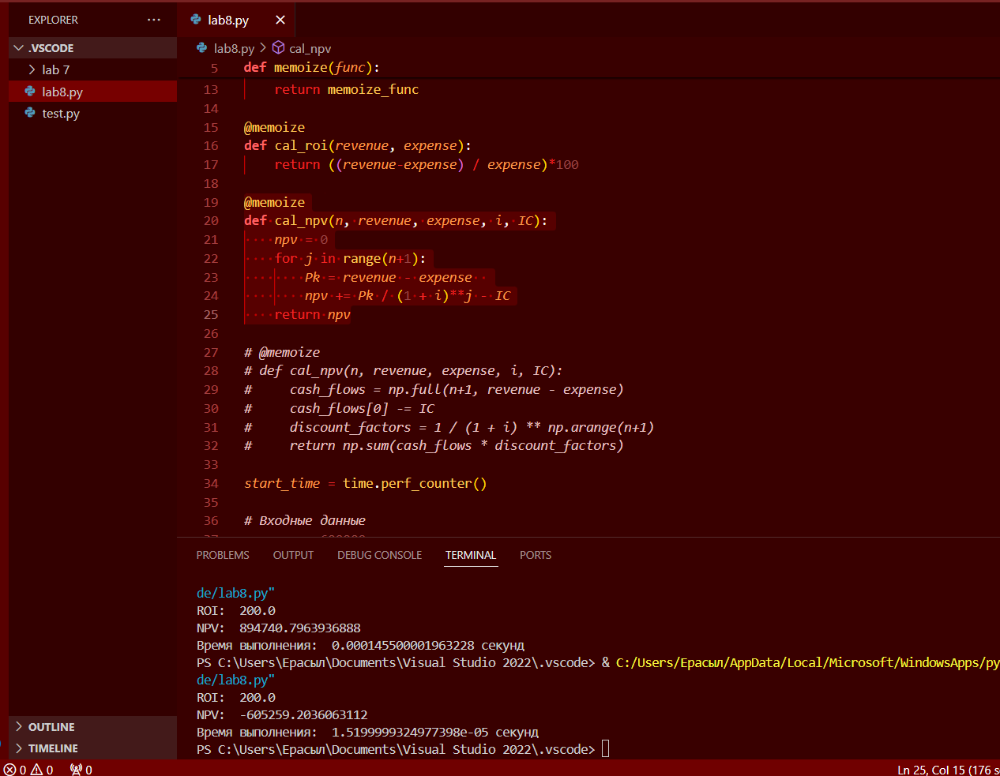 EXPLORER ...
.VSCODE
lab 7
lab8.py
test.py
OUTLINE
TIMELINE
lab8.py
lab8.py > cal_npv
5 def memoize(func):
13     return memoize_func
14
15 @memoize
16 def cal_roi(revenue, expense):
17     return ((revenue-expense) / expense)*100
18
19 @memoize
20 def cal_npv(n, revenue, expense, i, IC):
21     npv = 0
22     for j in range(n+1):
23         Pk = revenue - expense
24         npv += Pk / (1 + i)**j - IC
25     return npv
26
27 # @memoize
28 # def cal_npv(n, revenue, expense, i, IC):
29 #     cash_flows = np.full(n+1, revenue - expense)
30 #     cash_flows[0] -= IC
31 #     discount_factors = 1 / (1 + i) ** np.arange(n+1)
32 #     return np.sum(cash_flows * discount_factors)
33
34 start_time = time.perf_counter()
35
36 # Входные данные
PROBLEMS OUTPUT DEBUG CONSOLE TERMINAL PORTS
de/lab8.py"
ROI:  200.0
NPV:  894740.7963936888
Время выполнения:  0.000145500001963228 секунд
PS C:\Users\Ерасыл\Documents\Visual Studio 2022\.vscode> & C:/Users/Ерасыл/AppData/Local/Microsoft/WindowsApps/py
de/lab8.py"
ROI:  200.0
NPV:  -605259.2036063112
Время выполнения:  1.5199999324977398e-05 секунд
PS C:\Users\Ерасыл\Documents\Visual Studio 2022\.vscode>
0 0 0
Ln 25, Col 15 (176 s